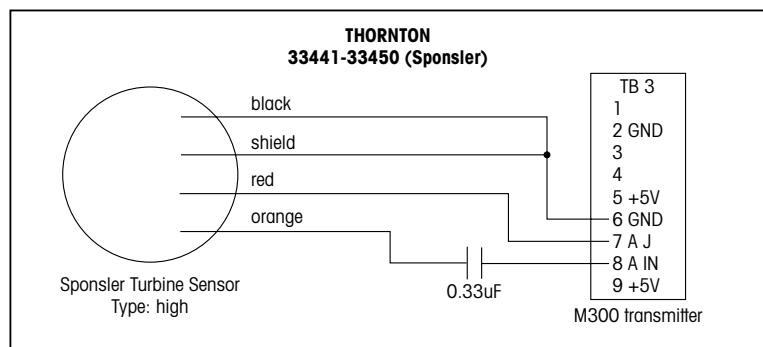 THORNTON
33441-33450 (Sponsler)
black
shield
red
orange
0.33uF
Sponsler Turbine Sensor
Type: high
TB 3
1
2 GND
3
4
5 +5V
6 GND
7 A J
8 A IN
9 +5V
M300 transmitter